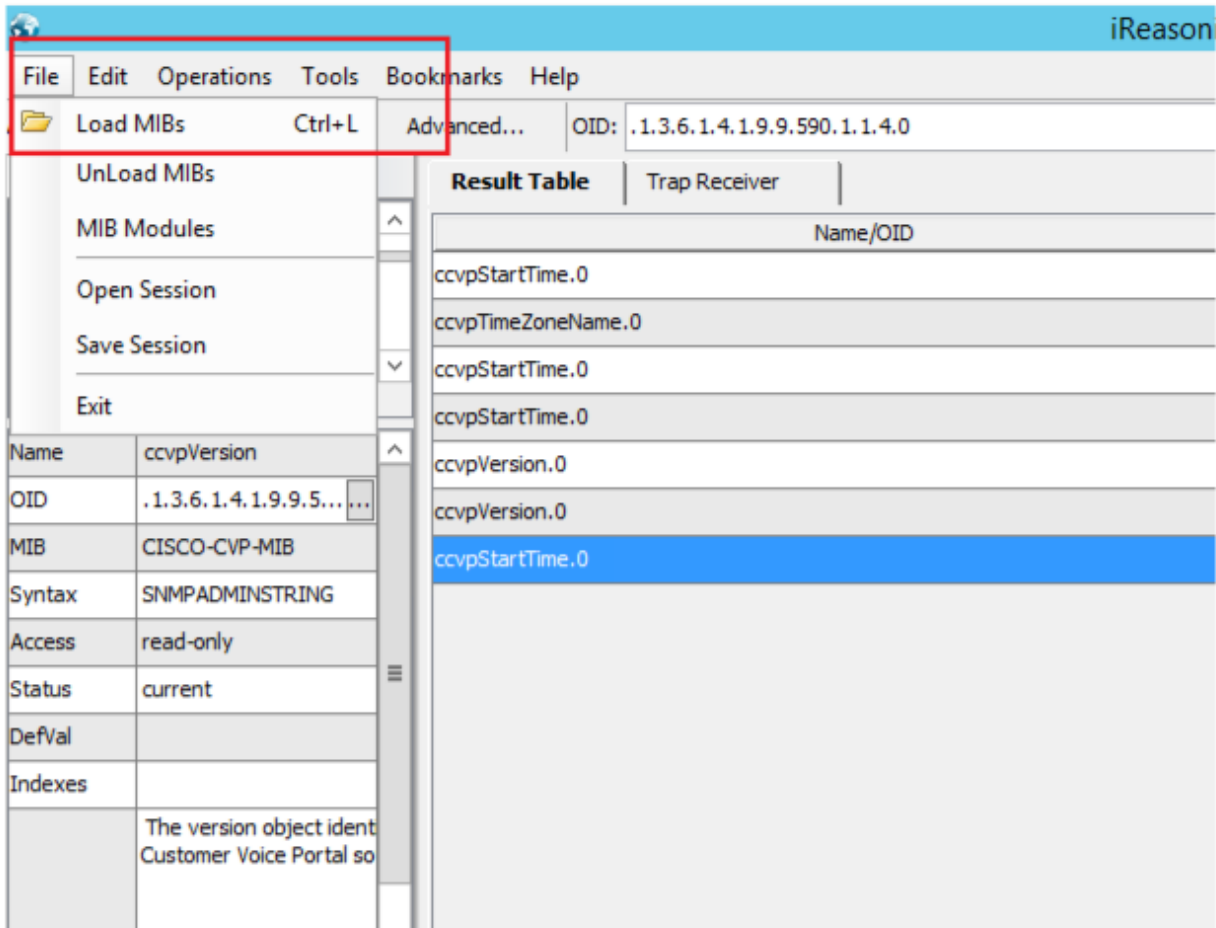 iReasoni
File Edit Operations Tools Bookmarks Help
Load MIBs Ctrl+L
Advanced... OID: .1.3.6.1.4.1.9.9.590.1.1.4.0
UnLoad MIBs
MIB Modules
Open Session
Save Session
Exit
Result Table Trap Receiver
Name/OID
ccvpStartTime.0
ccvpTimeZoneName.0
ccvpStartTime.0
ccvpStartTime.0
ccvpVersion.0
ccvpVersion.0
ccvpStartTime.0
Name ccvpVersion
OID .1.3.6.1.4.1.9.9.5... ...
MIB CISCO-CVP-MIB
Syntax SNMPADMINSTRING
Access read-only
Status current
DefVal
Indexes
The version object ident
Customer Voice Portal so